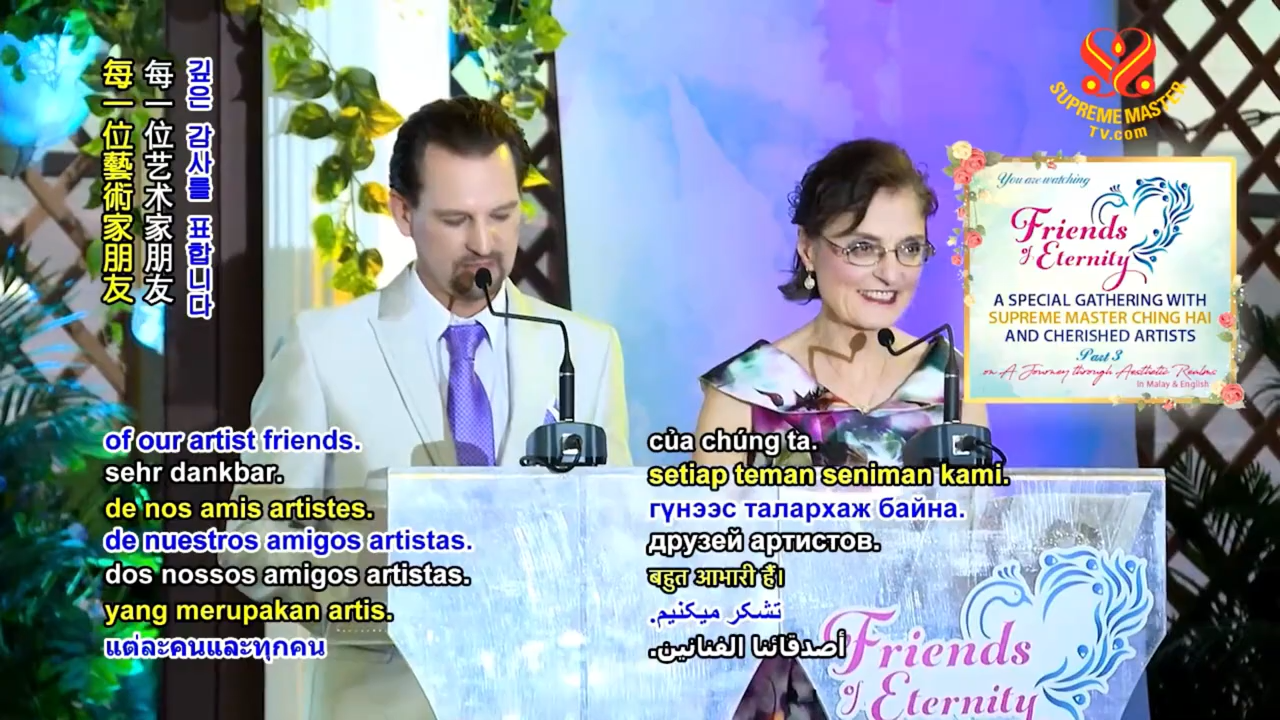 每一位藝術家朋友
每一位艺术家朋友
깊은 감사를 표합니다
SUPREME MASTER
TV.com
You are watching
Friends
of Eternity
A SPECIAL GATHERING WITH
SUPREME MASTER CHING HAI
AND CHERISHED ARTISTS
Part 3
on A Journey through Aesthetic Realms
In Malay & English
of our artist friends.
sehr dankbar.
de nos amis artistes.
de nuestros amigos artistas.
dos nossos amigos artistas.
yang merupakan artis.
แต่ละคนและทุกคน
của chúng ta.
setiap teman seniman kami.
гүнээс талархаж байна.
друзей артистов.
बहुत आभारी हैं।
تشکر میکنیم.
أصدقائنا الفنانين.
Friends
of Eternity